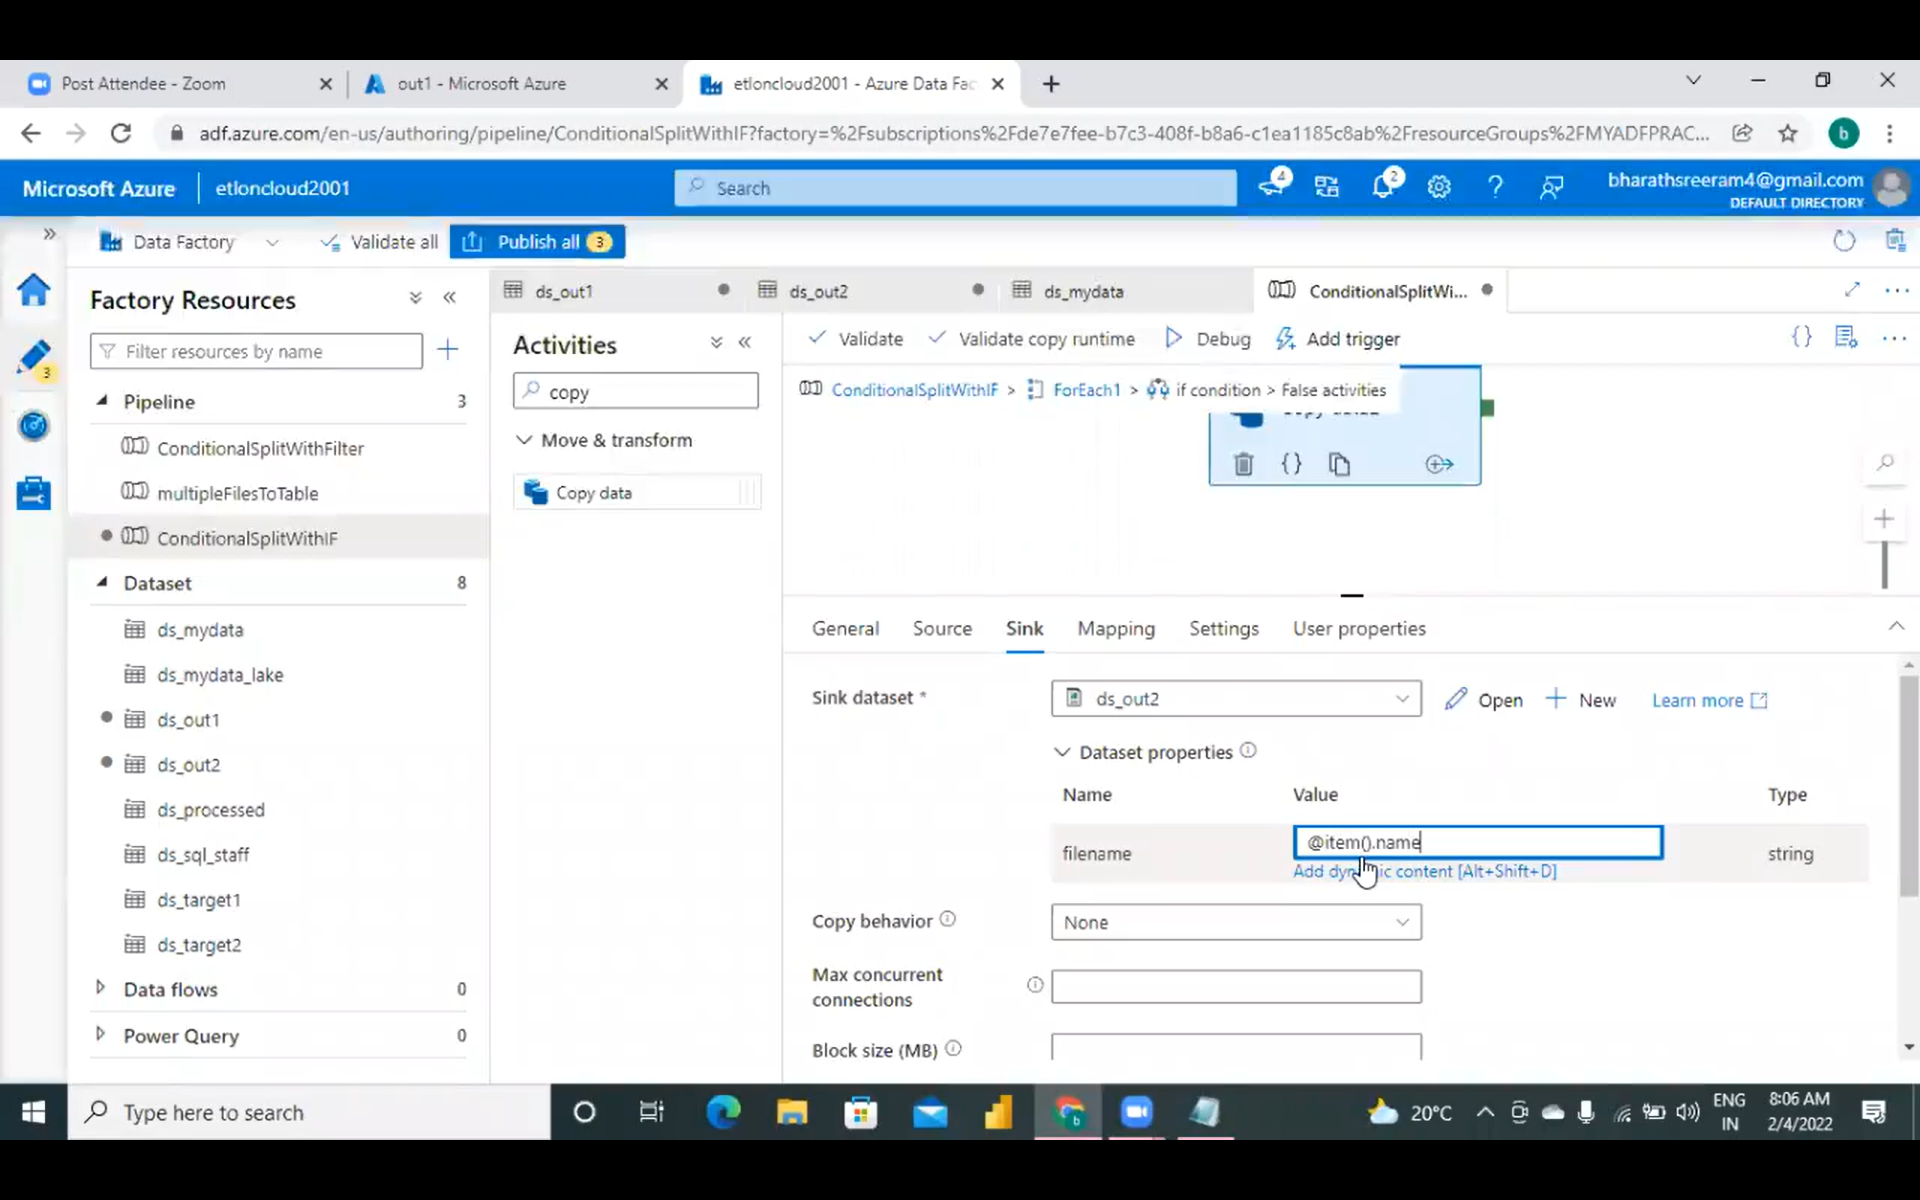 Post Attendee - Zoom
out1 - Microsoft Azure
etloncloud2001 - Azure Data Fac
adf.azure.com/en-us/authoring/pipeline/ConditionalSplitWithIF?factory=%2Fsubscriptions%2Fde7e7fee-b7c3-408f-b8a6-c1ea1185c8ab%2FresourceGroups%2FMYADFPRAC...
b
Microsoft Azure
etloncloud2001
Search
4
2
bharathsreeram4@gmail.com
DEFAULT DIRECTORY
Data Factory
Validate all
Publish all 3
Factory Resources
Filter resources by name
3
Pipeline 3
ConditionalSplitWithFilter
multipleFilesToTable
ConditionalSplitWithIF
Dataset 8
ds_mydata
ds_mydata_lake
ds_out1
ds_out2
ds_processed
ds_sql_staff
ds_target1
ds_target2
Data flows 0
Power Query 0
ds_out1
ds_out2
ds_mydata
ConditionalSplitWi...
Activities
copy
Move & transform
Copy data
Validate
Validate copy runtime
Debug
Add trigger
ConditionalSplitWithIF > ForEach1 > if condition > False activities
General
Source
Sink
Mapping
Settings
User properties
Sink dataset *
ds_out2
Open
New
Learn more
Dataset properties
Name
Value
Type
filename
@item().name
string
Add dynamic content [Alt+Shift+D]
Copy behavior
None
Max concurrent
connections
Block size (MB)
Type here to search
20°C
ENG
IN
8:06 AM
2/4/2022